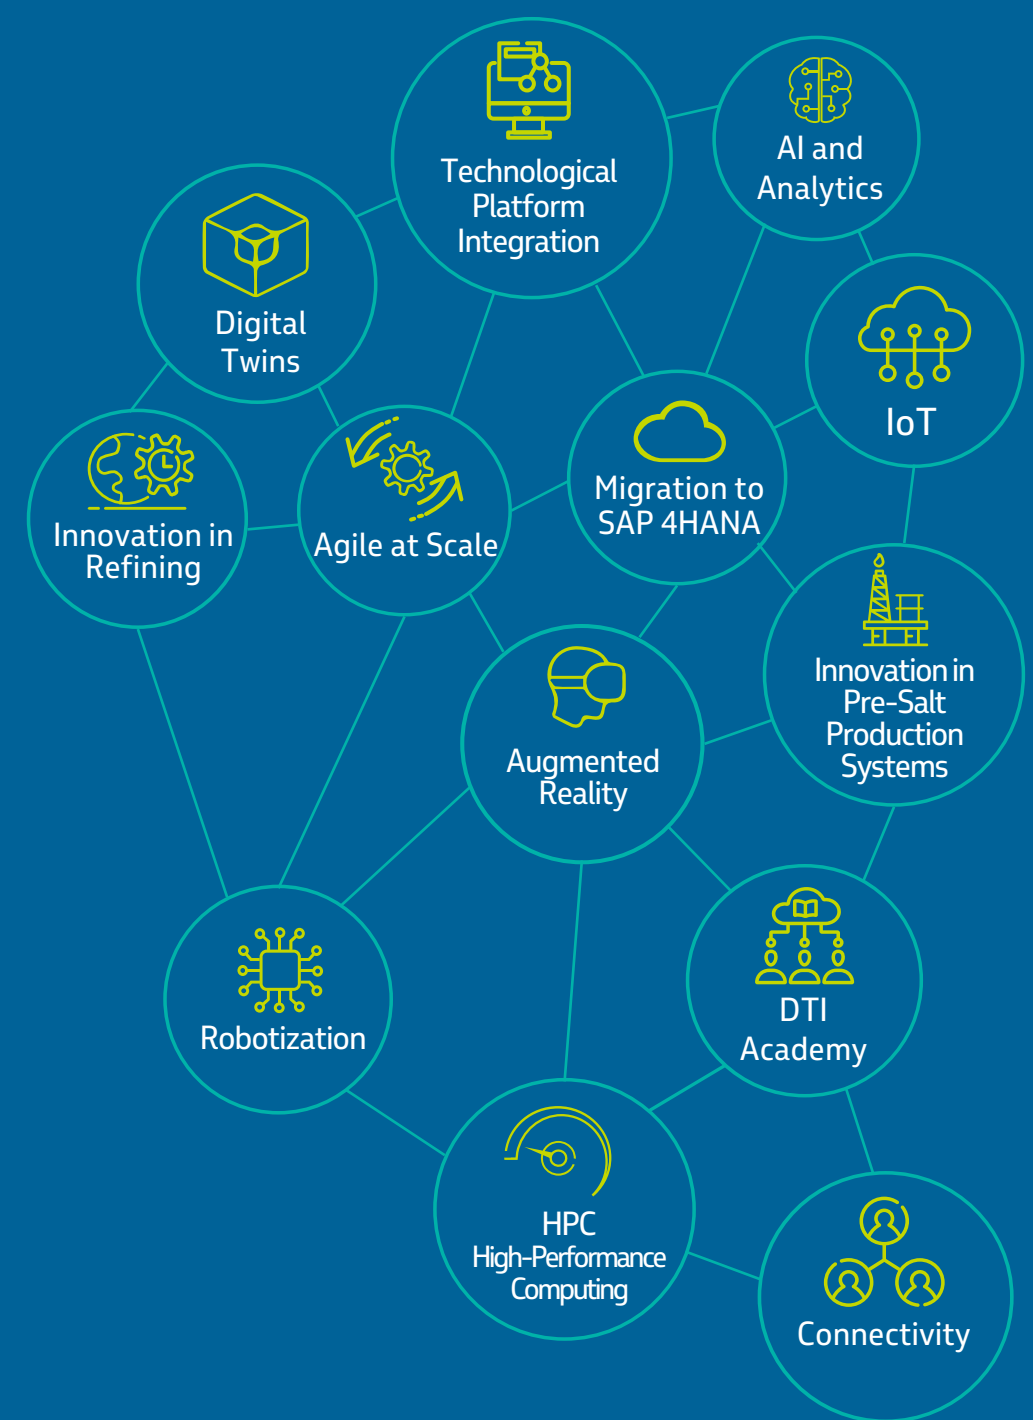 Technological
Platform
Integration
AI and
Analytics
Digital
Twins
IoT
Migration to
SAP 4HANA
Innovation in
Refining
Agile at Scale
Innovation in
Pre-Salt
Production
Systems
Augmented
Reality
Robotization
DTI
Academy
HPC
High-Performance
Computing
Connectivity